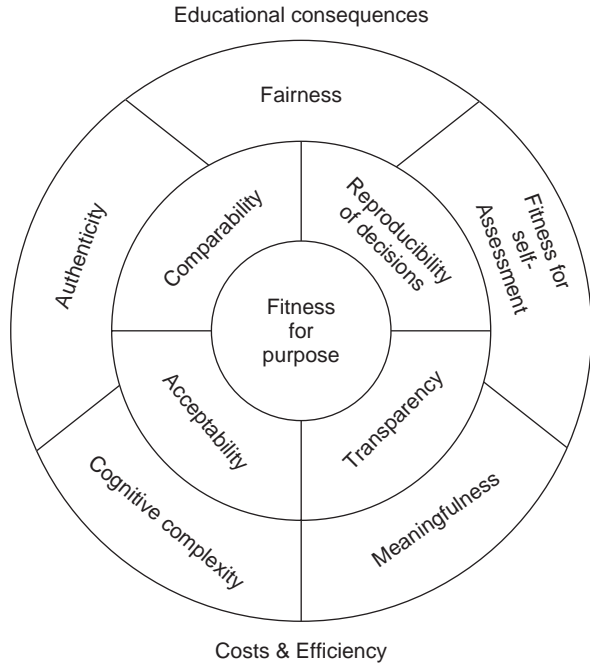 Educational consequences
Fairness
Authenticity
Comparability
Reproducibility
of decisions
Fitness for
self-
Assessment
Fitness
for
purpose
Acceptability
Transparency
Cognitive complexity
Meaningfulness
Costs & Efficiency